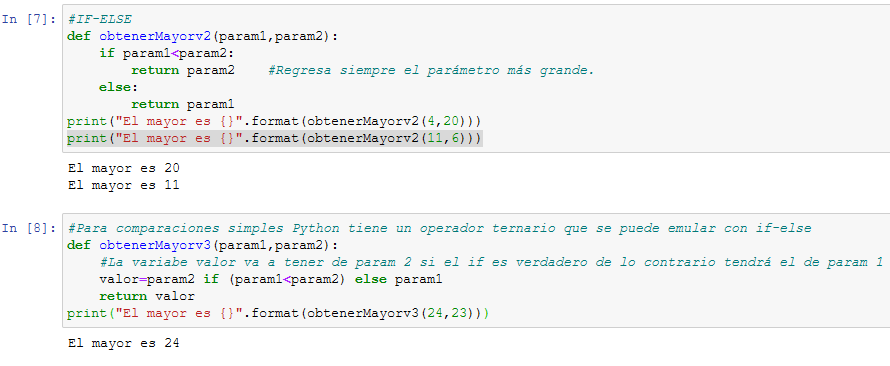 In [7]: #IF-ELSE
def obtenerMayorv2(param1,param2):
    if param1<param2:
        return param2    #Regresa siempre el parámetro más grande.
    else:
        return param1
print("El mayor es {}".format(obtenerMayorv2(4,20)))
print("El mayor es {}".format(obtenerMayorv2(11,6)))
El mayor es 20
El mayor es 11
In [8]: #Para comparaciones simples Python tiene un operador ternario que se puede emular con if-else
def obtenerMayorv3(param1,param2):
    #La variabe valor va a tener de param 2 si el if es verdadero de lo contrario tendrá el de param 1
    valor=param2 if (param1<param2) else param1
    return valor
print("El mayor es {}".format(obtenerMayorv3(24,23)))
El mayor es 24